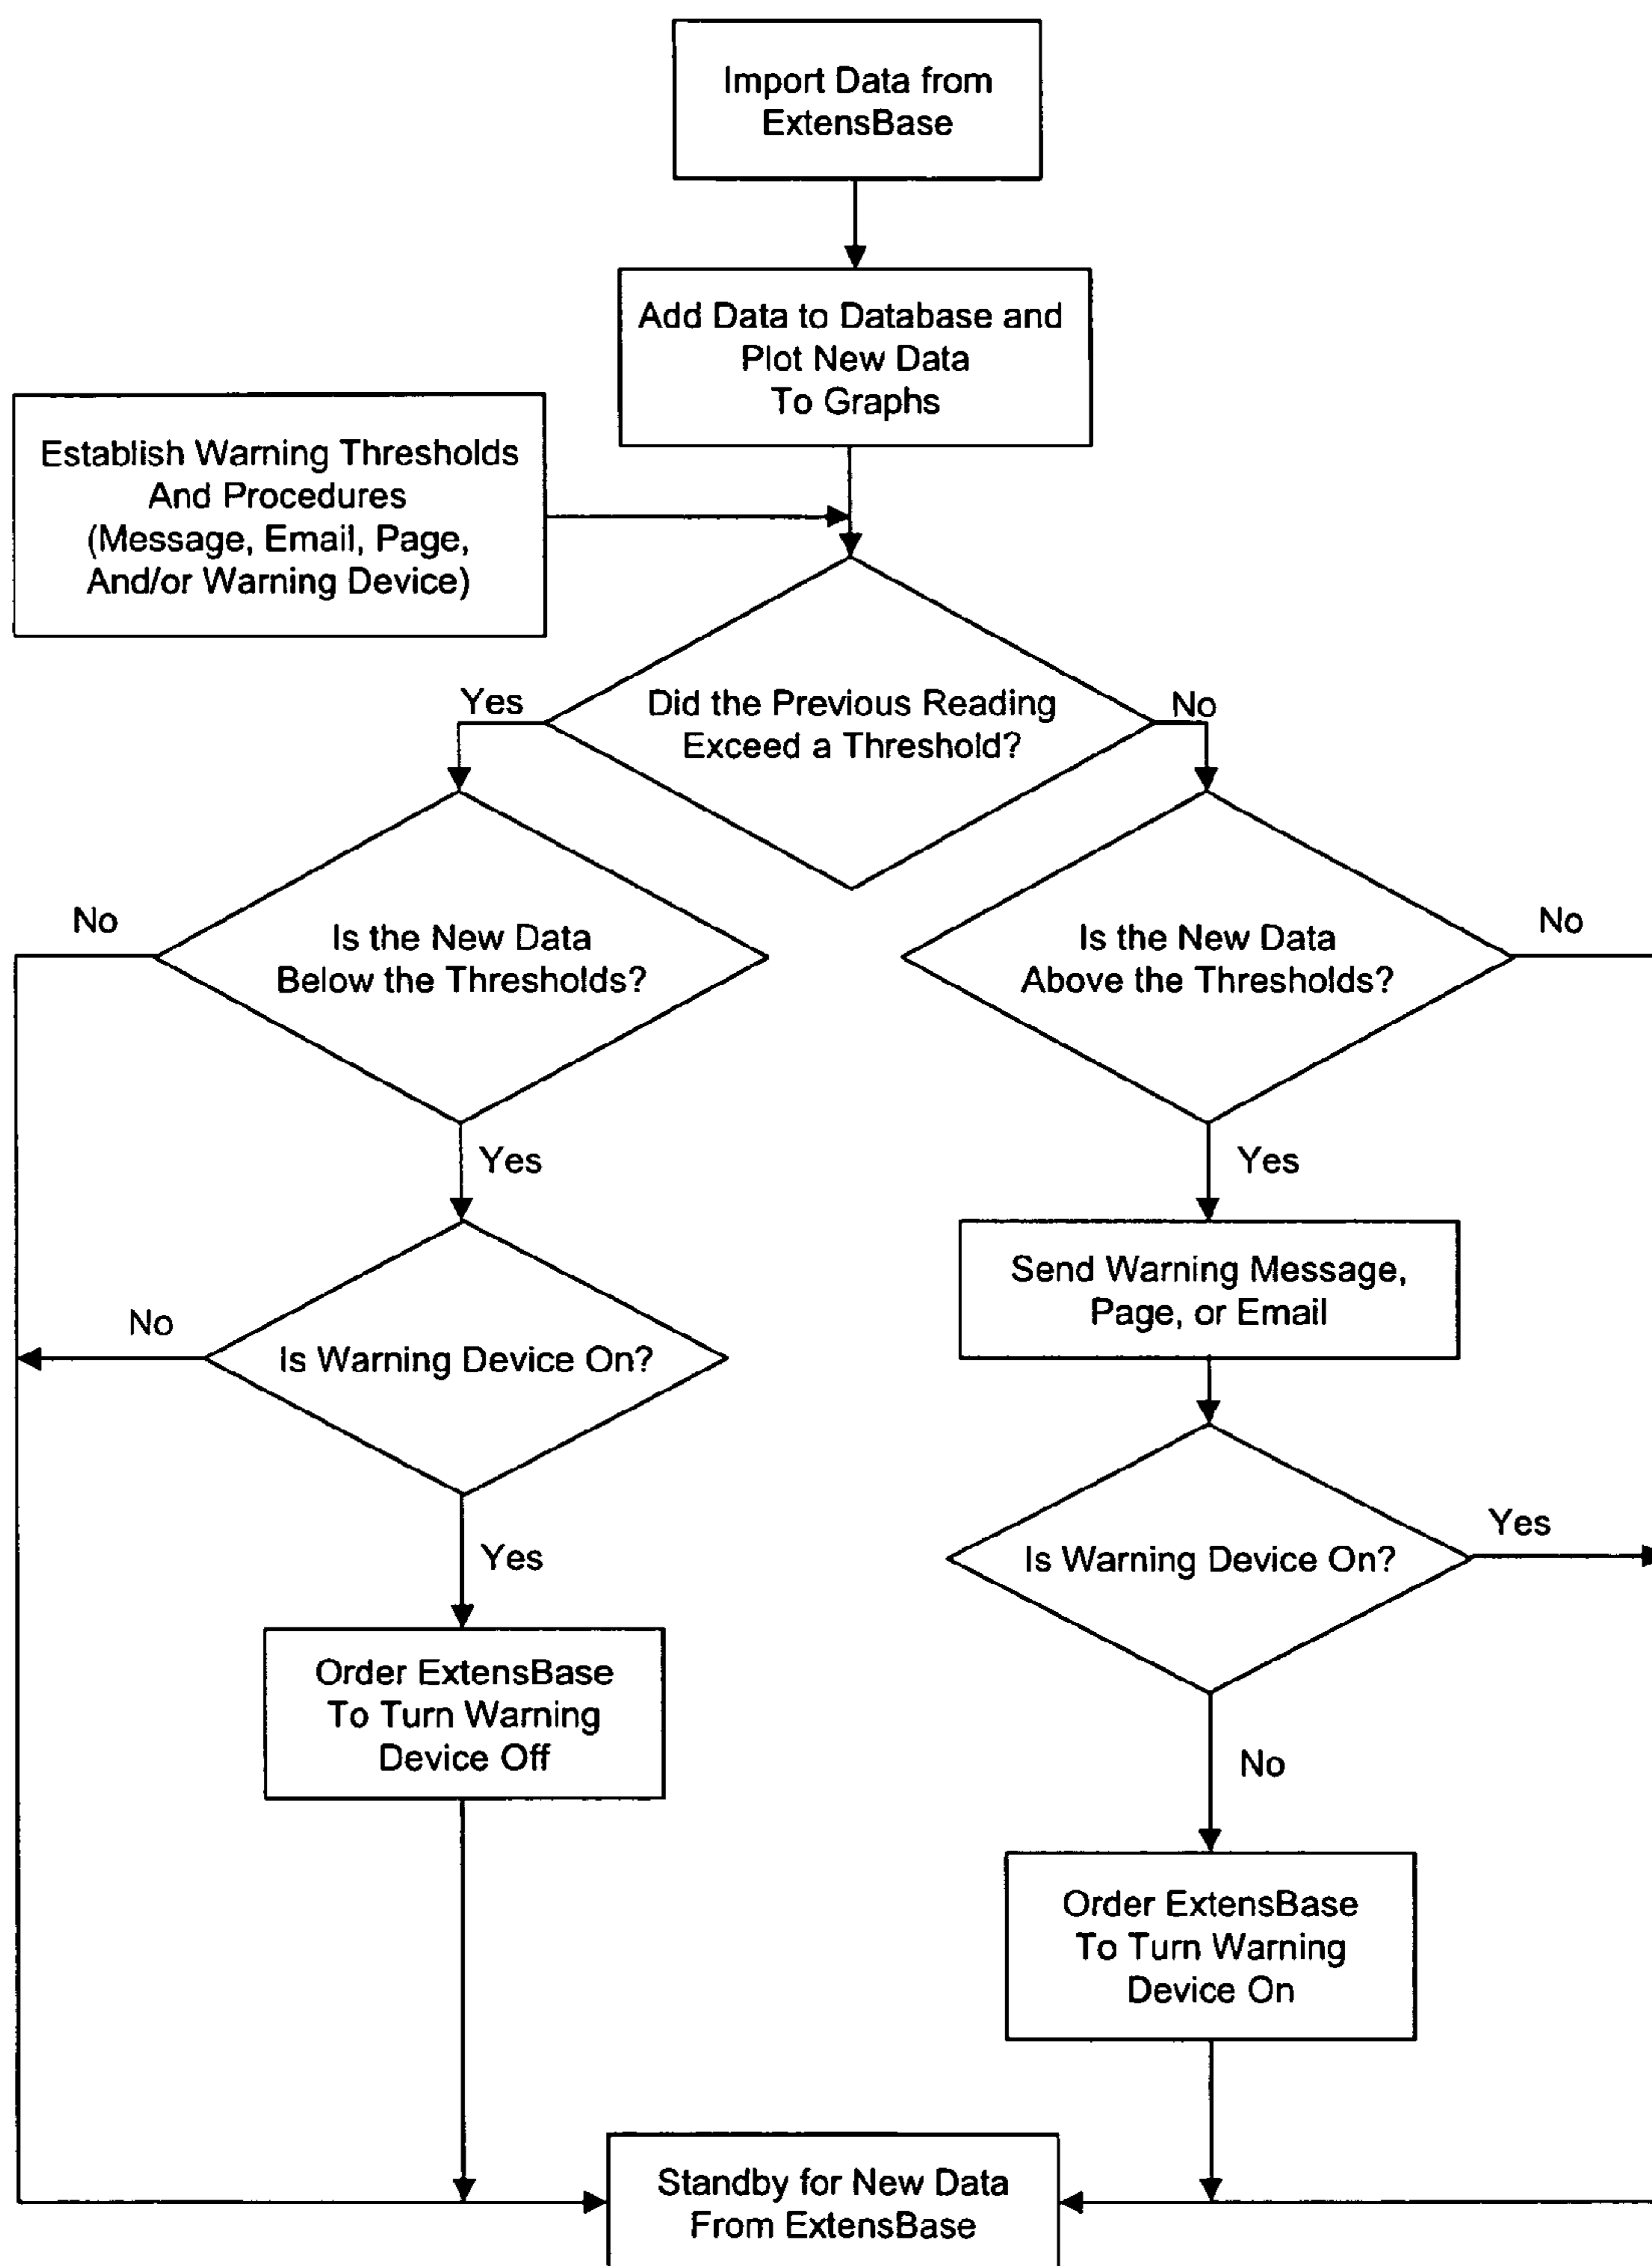 Import Data from
ExtensBase
Add Data to Database and
Plot New Data
To Graphs
Establish Warning Thresholds
And Procedures
(Message, Email, Page,
And/or Warning Device)
Did the Previous Reading
Exceed a Threshold?
Yes
No
Is the New Data
Below the Thresholds?
No
Yes
Is the New Data
Above the Thresholds?
No
Yes
Is Warning Device On?
No
Yes
Send Warning Message,
Page, or Email
Is Warning Device On?
Yes
No
Order ExtensBase
To Turn Warning
Device Off
Order ExtensBase
To Turn Warning
Device On
Standby for New Data
From ExtensBase